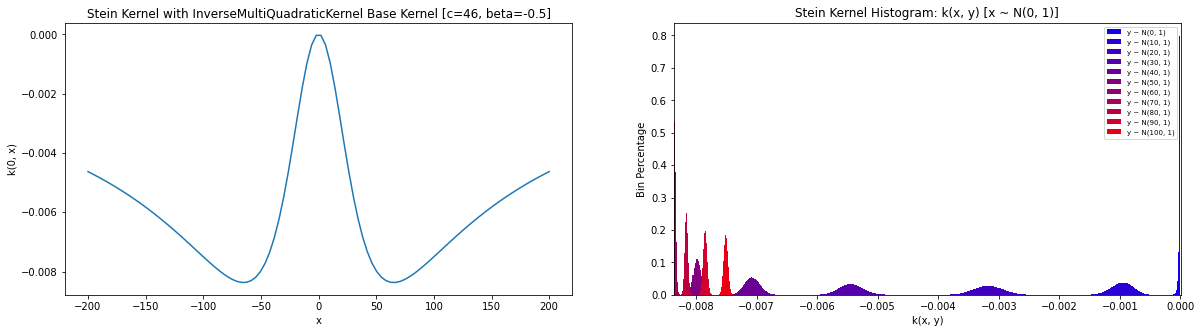 Stein Kernel with InverseMultiQuadraticKernel Base Kernel [c=46, beta=-0.5]
0.000
−0.002
−0.004
−0.006
−0.008
k(0, x)
−200
−150
−100
−50
0
50
100
150
200
x
Stein Kernel Histogram: k(x, y) [x ~ N(0, 1)]
0.8
0.7
0.6
0.5
0.4
0.3
0.2
0.1
0.0
Bin Percentage
y ~ N(0, 1)
y ~ N(10, 1)
y ~ N(20, 1)
y ~ N(30, 1)
y ~ N(40, 1)
y ~ N(50, 1)
y ~ N(60, 1)
y ~ N(70, 1)
y ~ N(80, 1)
y ~ N(90, 1)
y ~ N(100, 1)
−0.008
−0.007
−0.006
−0.005
−0.004
−0.003
−0.002
−0.001
0.000
k(x, y)